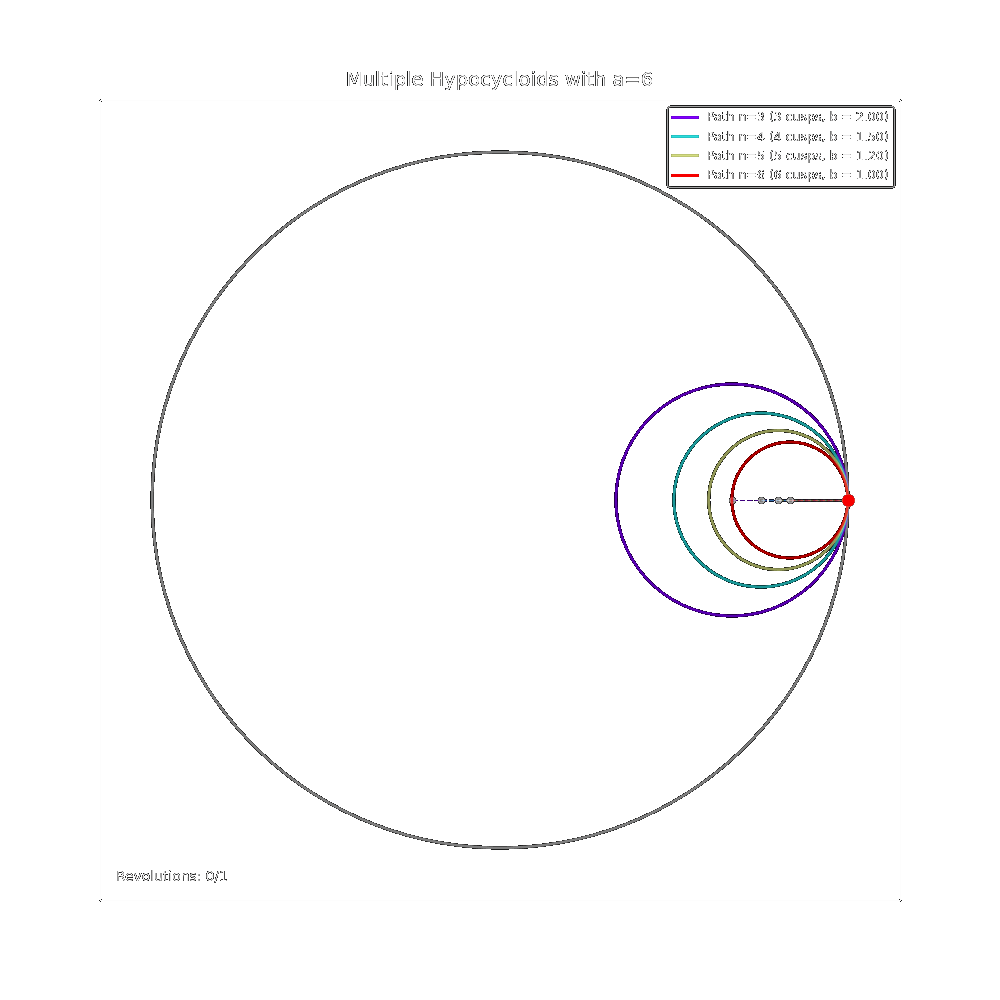 Multiple Hypocycloids with a=6
Path n=3 (3 cusps, b = 2.00)
Path n=4 (4 cusps, b = 1.50)
Path n=5 (5 cusps, b = 1.20)
Path n=6 (6 cusps, b = 1.00)
Revolutions: 0/1